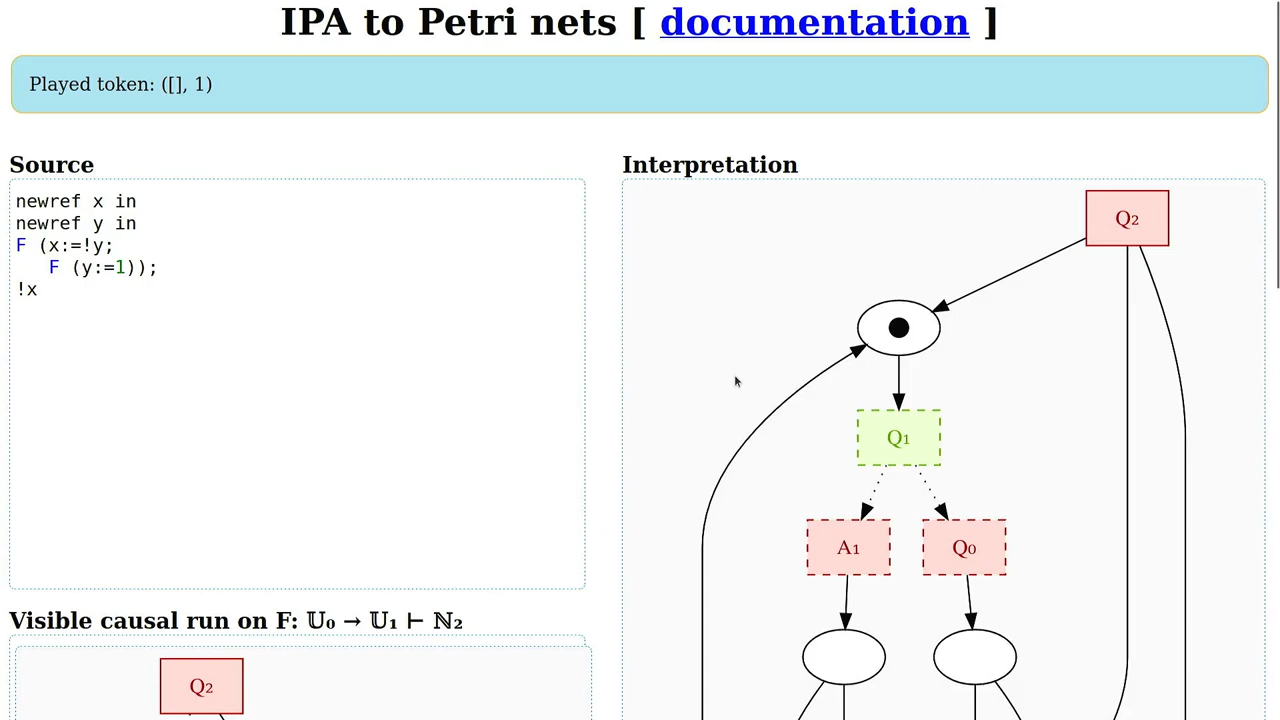 IPA to Petri nets [ documentation ]
Played token: ([], 1)
Source
newref x in
newref y in
F (x:=!y;
   F (y:=1));
!x
Visible causal run on F: 𝕌₀ → 𝕌₁ ⊢ ℕ₂
Q₂
Interpretation
Q₂
Q₁
A₁ Q₀